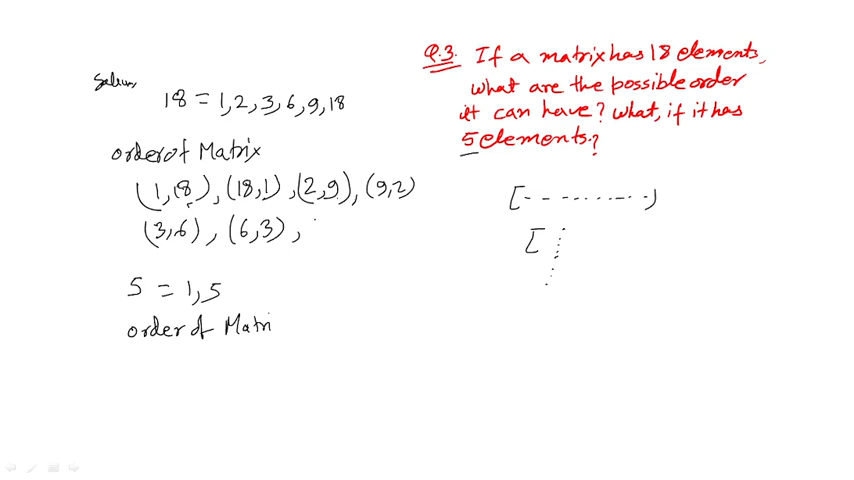 Q.3. If a matrix has 18 elements,
what are the possible order
it can have? What, if it has
5 elements.?
Solun,
18 = 1,2,3,6,9,18
order of Matrix
(1,18), (18,1), (2,9), (9,2)
(3,6), (6,3),
5 = 1,5
order of Matri